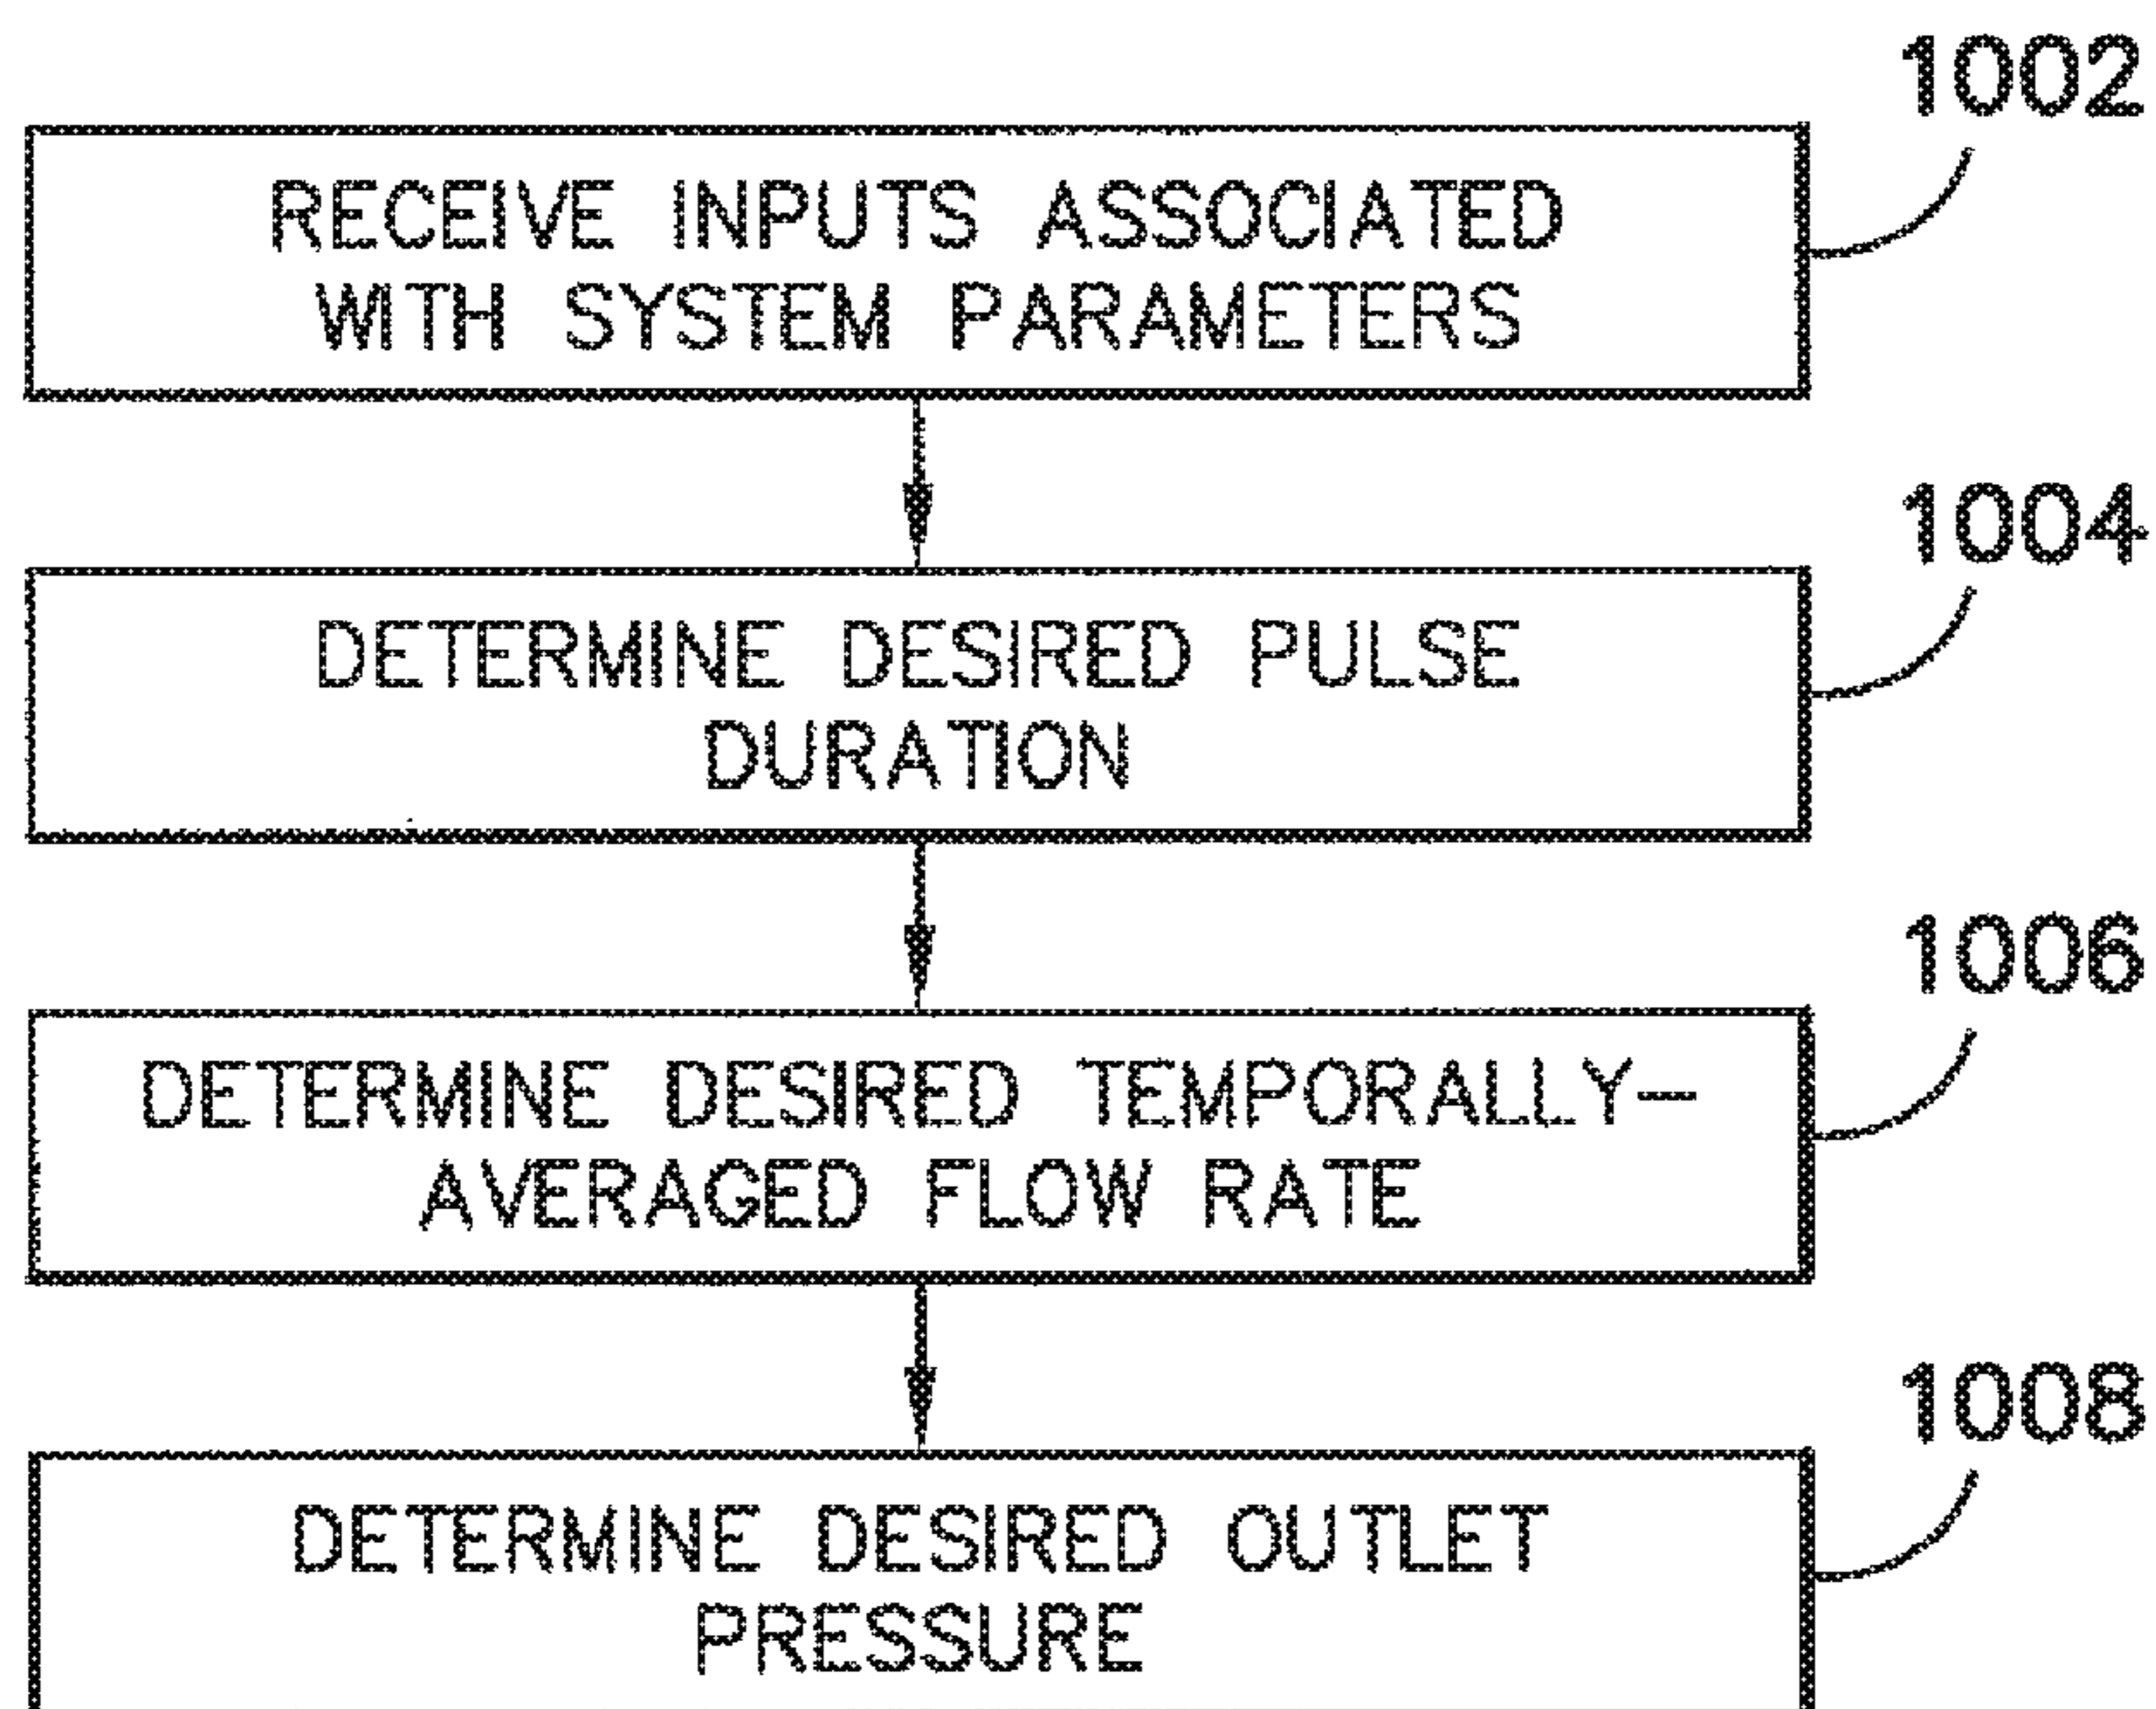 1002
RECEIVE INPUTS ASSOCIATED
WITH SYSTEM PARAMETERS
1004
DETERMINE DESIRED PULSE
DURATION
1006
DETERMINE DESIRED TEMPORALLY-
AVERAGED FLOW RATE
1008
DETERMINE DESIRED OUTLET
PRESSURE